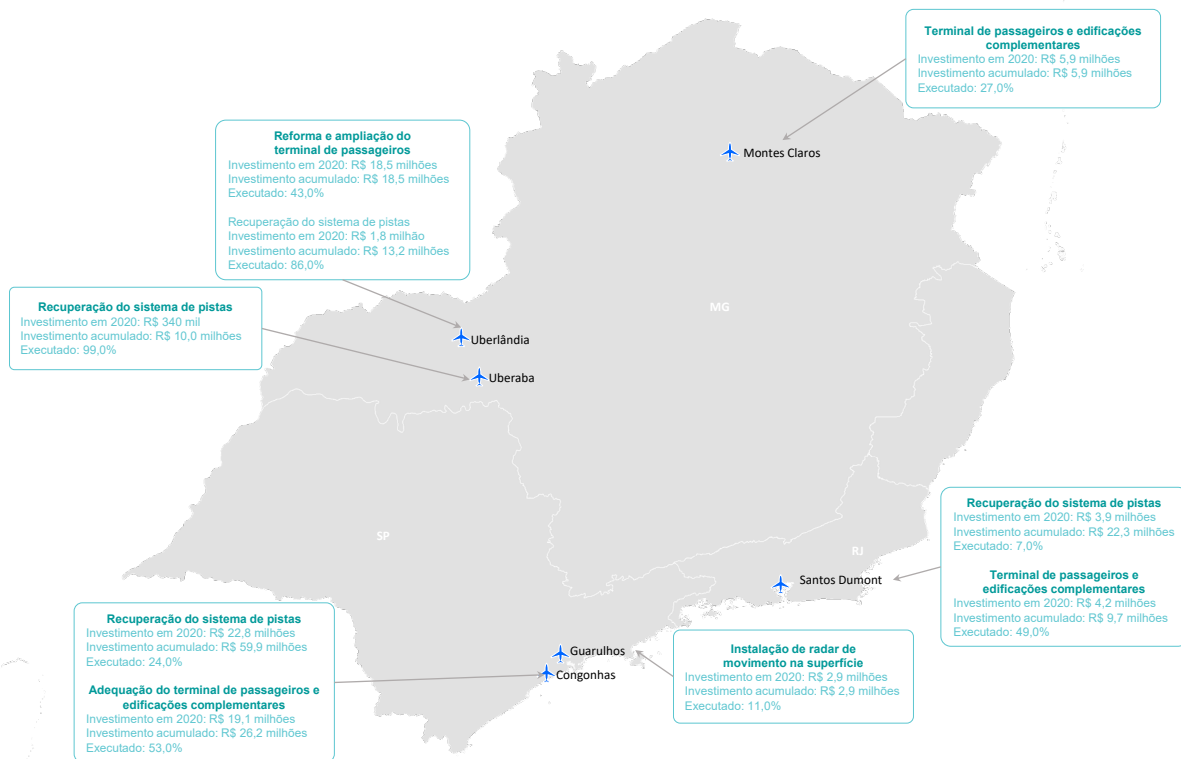 Terminal de passageiros e edificações
complementares
Investimento em 2020: R$ 5,9 milhões
Investimento acumulado: R$ 5,9 milhões
Executado: 27,0%
Montes Claros
Reforma e ampliação do
terminal de passageiros
Investimento em 2020: R$ 18,5 milhões
Investimento acumulado: R$ 18,5 milhões
Executado: 43,0%
Recuperação do sistema de pistas
Investimento em 2020: R$ 1,8 milhão
Investimento acumulado: R$ 13,2 milhões
Executado: 86,0%
MG
Recuperação do sistema de pistas
Investimento em 2020: R$ 340 mil
Investimento acumulado: R$ 10,0 milhões
Executado: 99,0%
Uberlândia
Uberaba
Recuperação do sistema de pistas
Investimento em 2020: R$ 3,9 milhões
Investimento acumulado: R$ 22,3 milhões
Executado: 7,0%
Terminal de passageiros e
edificações complementares
Investimento em 2020: R$ 4,2 milhões
Investimento acumulado: R$ 9,7 milhões
Executado: 49,0%
SP
RJ
Santos Dumont
Recuperação do sistema de pistas
Investimento em 2020: R$ 22,8 milhões
Investimento acumulado: R$ 59,9 milhões
Executado: 24,0%
Adequação do terminal de passageiros e
edificações complementares
Investimento em 2020: R$ 19,1 milhões
Investimento acumulado: R$ 26,2 milhões
Executado: 53,0%
Guarulhos
Congonhas
Instalação de radar de
movimento na superfície
Investimento em 2020: R$ 2,9 milhões
Investimento acumulado: R$ 2,9 milhões
Executado: 11,0%